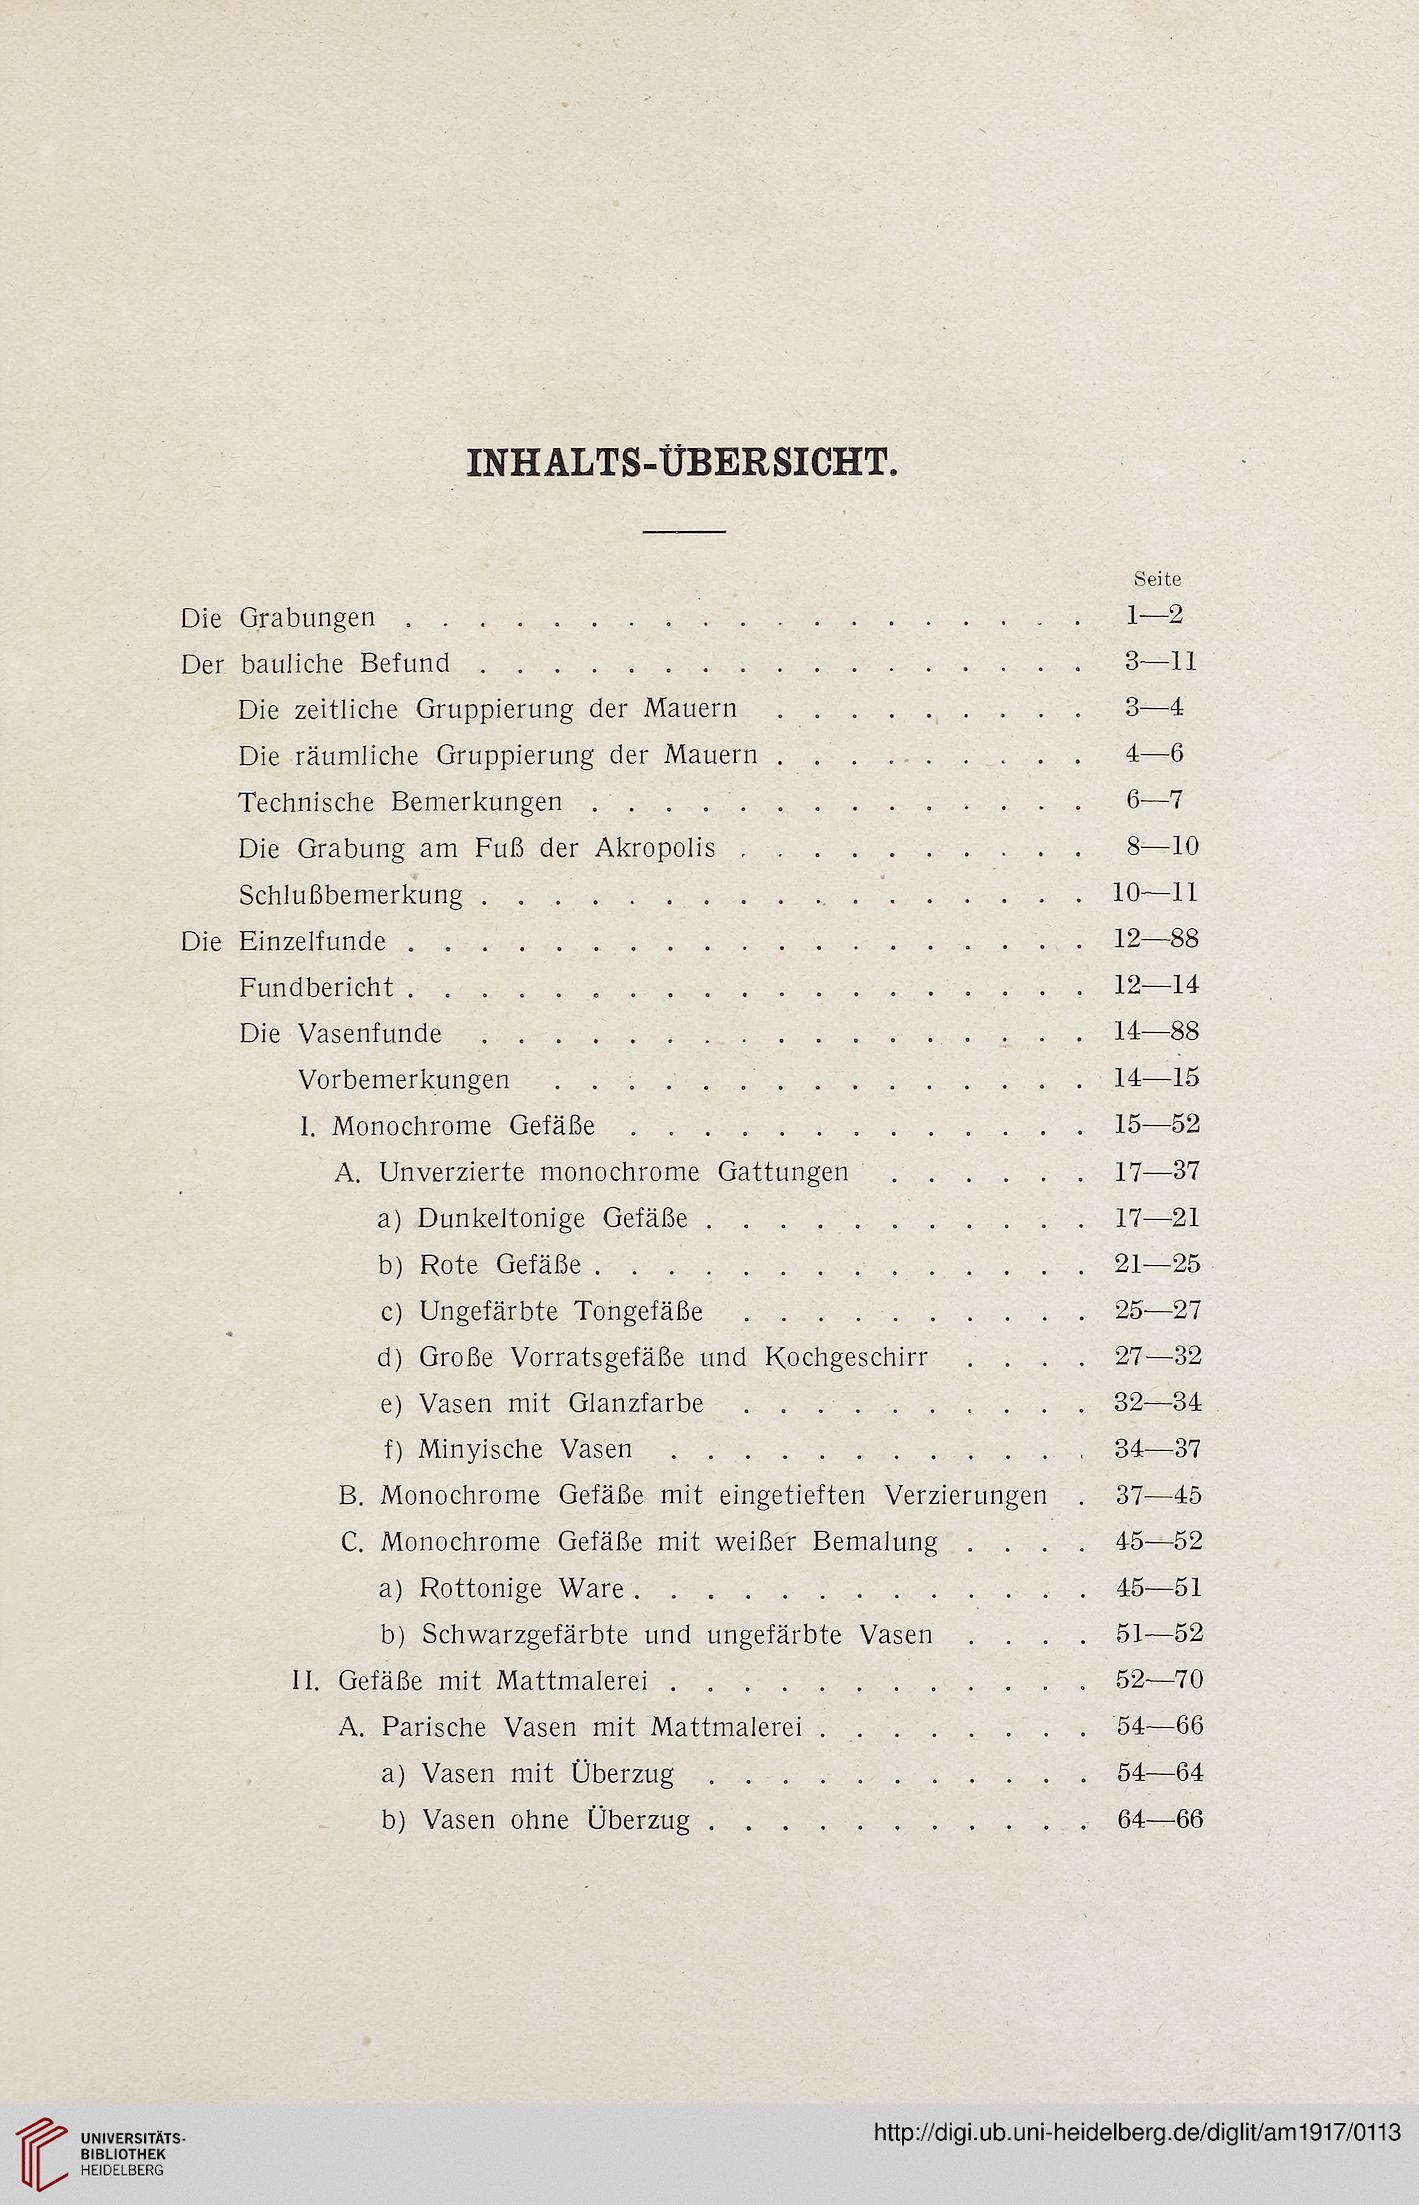 INHALTS-ÜBERSICHT.
Seite
Die Grabungen . . . . . . . . . . . . . . . . . . . 1—2
Der bauliche Befund . . . . . . . . . . . . . . . . . 3—11
Die zeitliche Gruppierung der Mauern . . . . . . . . . 3—4
Die räumliche Gruppierung der Mauern . . . . . . . . . 4—6
Technische Bemerkungen . . . . . . . . . . . . . . 6—7
Die Grabung am Fuß der Akropolis . . . . . . . . . . 8—10
Schlußbemerkung . . . . . . . . . . . . . . . . . 10—11
Die Einzelfunde . . . . . . . . . . . . . . . . . . . 12—88
Fundbericht . . . . . . . . . . . . . . . . . . . 12—14
Die Vasenfunde . . . . . . . . . . . . . . . . . 14—88
Vorbemerkungen . . . . . . . . . . . . . . . 14—15
I. Monochrome Gefäße . . . . . . . . . . . . . 15—52
A. Unverzierte monochrome Gattungen . . . . . . 17—37
a) Dunkeltonige Gefäße . . . . . . . . . . . 17—21
b) Rote Gefäße . . . . . . . . . . . . . . 21—25
c) Ungefärbte Tongefäße . . . . . . . . . . 25—27
d) Große Vorratsgefäße und Kochgeschirr . . . . 27—32
e) Vasen mit Glanzfarbe . . . . . . . . . . 32—34
f) Minyische Vasen . . . . . . . . . . . . 34—37
B. Monochrome Gefäße mit eingetieften Verzierungen . 37—45
C. Monochrome Gefäße mit weißer Bemalung . . . . 45—52
a) Rottonige Ware . . . . . . . . . . . . . 45—51
b) Schwarzgefärbte und ungefärbte Vasen . . . . 51—52
II. Gefäße mit Mattmalerei . . . . . . . . . . . . 52—70
A. Parische Vasen mit Mattmalerei . . . . . . . . 54—66
a) Vasen mit Überzug . . . . . . . . . . . 54—64
b) Vasen ohne Überzug . . . . . . . . . . . 64—66
UNIVERSITÄTS-
BIBLIOTHEK
HEIDELBERG
http://digi.ub.uni-heidelberg.de/diglit/am1917/0113